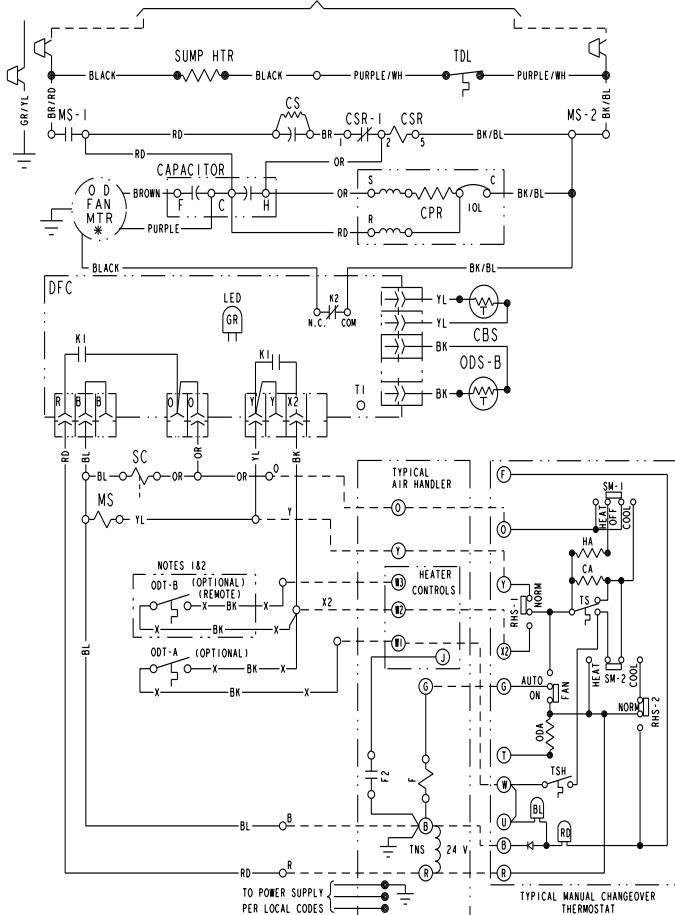 SUMP HTR
TDL
BLACK
BLACK
PURPLE/WH
PURPLE/WH
GR/YL
BR/RD
BK/BL
MS-1
CS
CSR-1
CSR
MS-2
RD
BR
1
2
5
BK/BL
RD
OR
CAPACITOR
O D
FAN
MTR
*
BROWN
F
C
H
OR
S
C
CPR
IOL
BK/BL
PURPLE
RD
R
BLACK
BK/BL
DFC
LED
GR
K2
N.C.
COM
YL
YL
CBS
BK
ODS-B
BK
T
T
K1
K1
T1
R
B
B
O
O
Y
Y
X2
RD
BL
OR
YL
BK
SC
BL
OR
OR
O
MS
YL
Y
TYPICAL
AIR HANDLER
O
Y
HEATER
CONTROLS
W3
W2
W1
J
NOTES 1&2
ODT-B
(OPTIONAL)
(REMOTE)
X
BK
X
X
BK
X
X2
ODT-A
(OPTIONAL)
X
BK
X
X
BK
X
BL
G
F2
F
BL
B
B
TNS
24 V
RD
R
R
TO POWER SUPPLY
PER LOCAL CODES
F
SM-1
HEAT
OFF
COOL
O
HA
CA
Y
NORM
RHS-1
TS
X2
HEAT
SM-2
COOL
G
AUTO
ON
FAN
NORM
RHS-2
ODA
T
TSH
W
BL
U
RD
B
R
TYPICAL MANUAL CHANGEOVER
THERMOSTAT